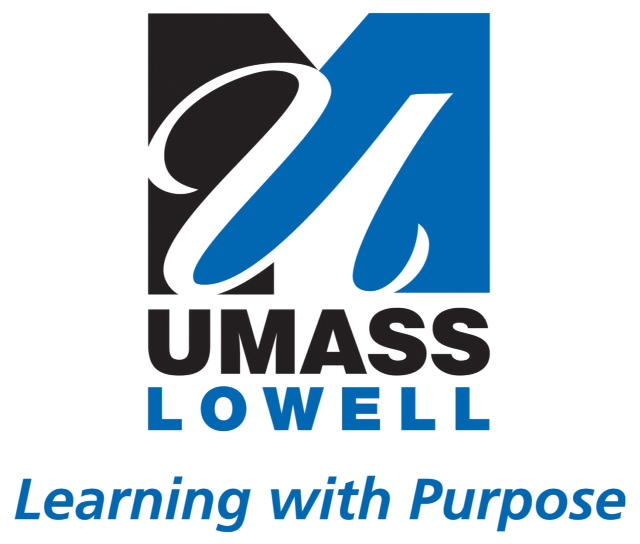 U
UMASS
LOWELL
Learning with Purpose